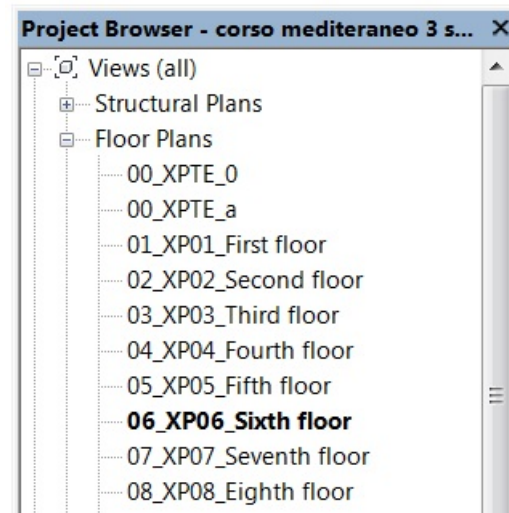 Project Browser - corso mediteraneo 3 s...
Views (all)
Structural Plans
Floor Plans
00_XPTE_0
00_XPTE_a
01_XP01_First floor
02_XP02_Second floor
03_XP03_Third floor
04_XP04_Fourth floor
05_XP05_Fifth floor
06_XP06_Sixth floor
07_XP07_Seventh floor
08_XP08_Eighth floor